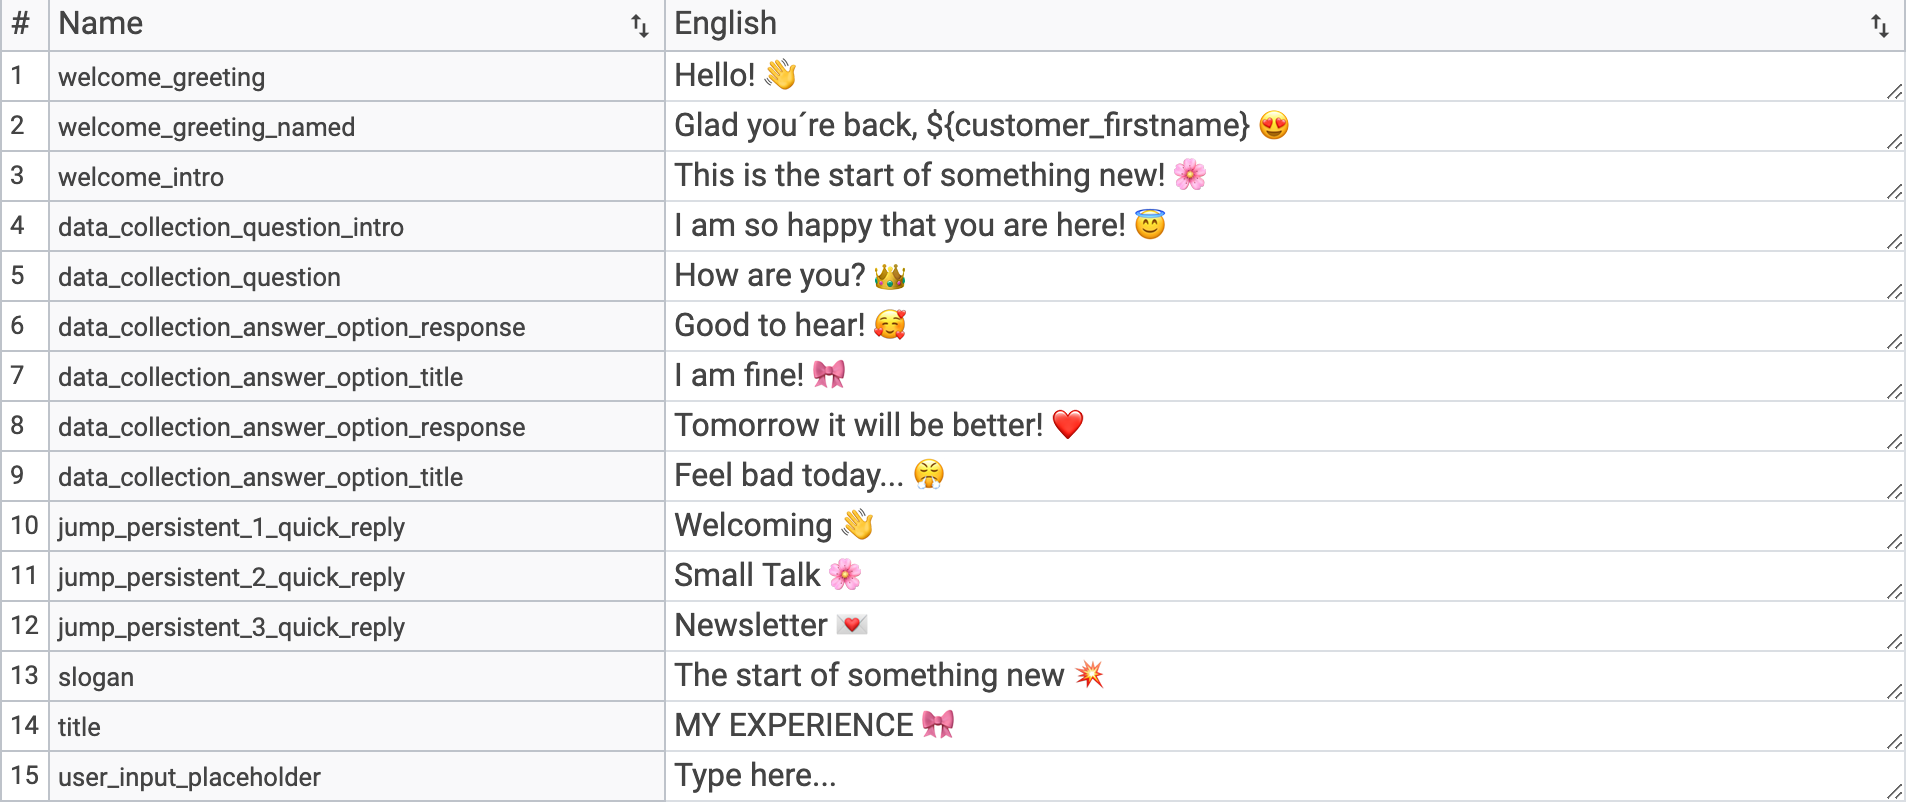 # Name English
1 welcome_greeting Hello! 👋
2 welcome_greeting_named Glad you´re back, ${customer_firstname} 😍
3 welcome_intro This is the start of something new! 🌸
4 data_collection_question_intro I am so happy that you are here! 😇
5 data_collection_question How are you? 👑
6 data_collection_answer_option_response Good to hear! 🥰
7 data_collection_answer_option_title I am fine! 🎀
8 data_collection_answer_option_response Tomorrow it will be better! ❤️
9 data_collection_answer_option_title Feel bad today... 😤
10 jump_persistent_1_quick_reply Welcoming 👋
11 jump_persistent_2_quick_reply Small Talk 🌸
12 jump_persistent_3_quick_reply Newsletter 💌
13 slogan The start of something new 💥
14 title MY EXPERIENCE 🎀
15 user_input_placeholder Type here...